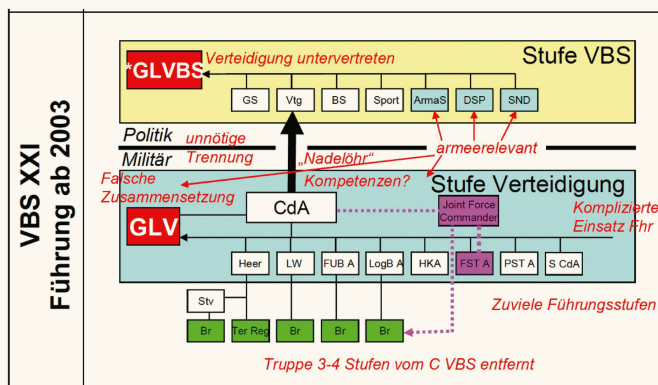 VBS XXI
Führung ab 2003
Stufe VBS
*GLVBS
Verteidigung untervertreten
GS
Vtg
BS
Sport
ArmaS
DSP
SND
Politik
Militär
unnötige
Trennung
„Nadelöhr“
armeerelevant
Falsche
Zusammensetzung
Kompetenzen?
Stufe Verteidigung
CdA
Joint Force
Commander
Komplizierte
Einsatz Fhr
GLV
Heer
LW
FUB A
LogB A
HKA
FST A
PST A
S CdA
Stv
Br
Ter Reg
Br
Br
Br
Zuviele Führungsstufen
Truppe 3-4 Stufen vom C VBS entfernt